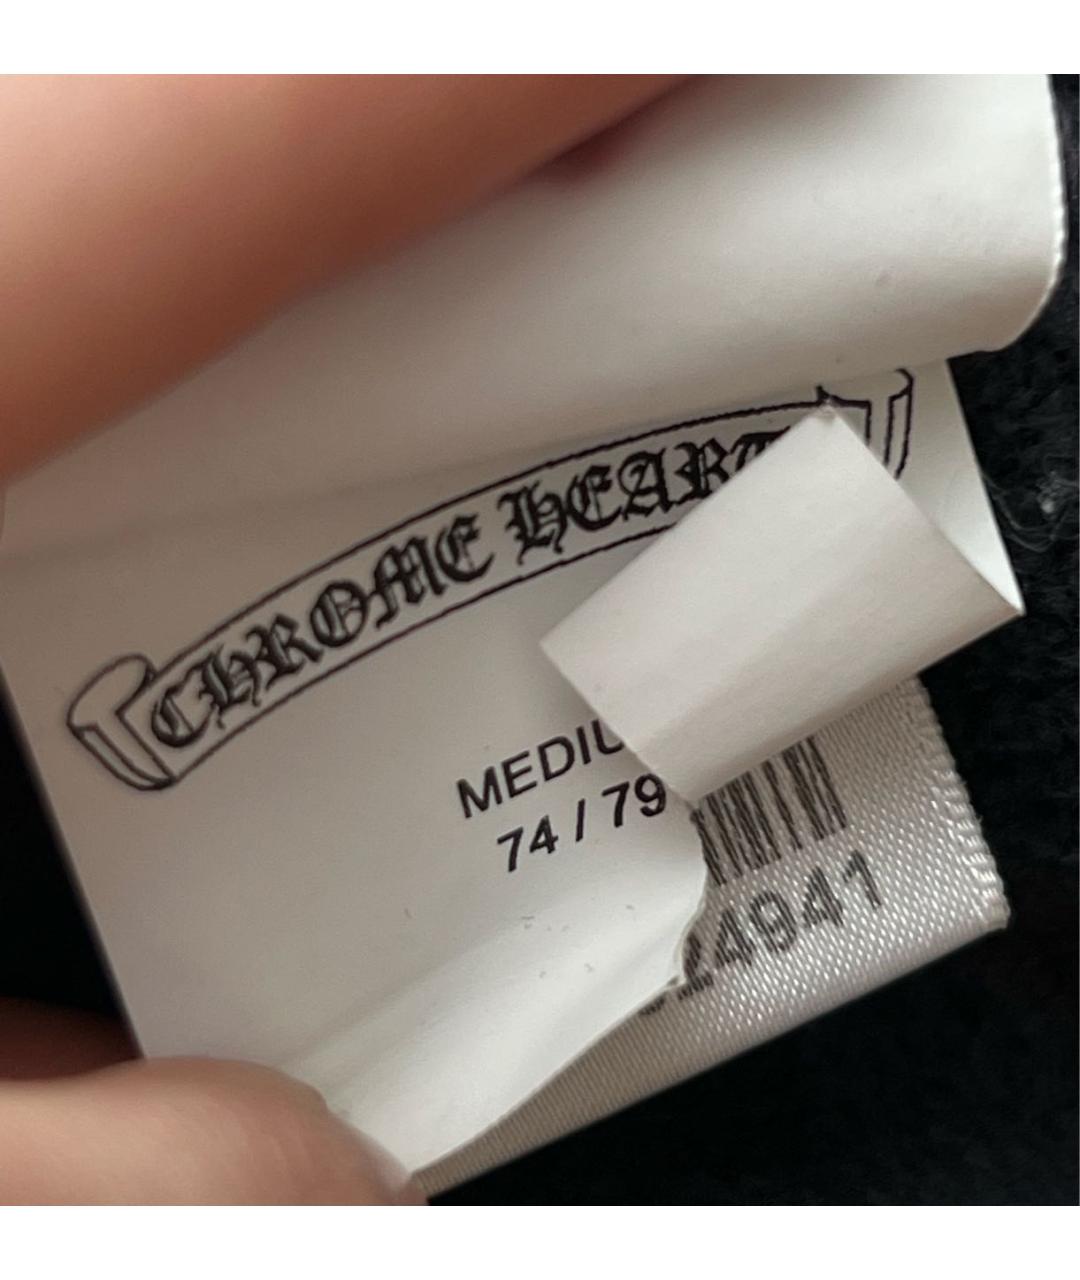 CHROME HEART
MEDIU
74 / 79
24941